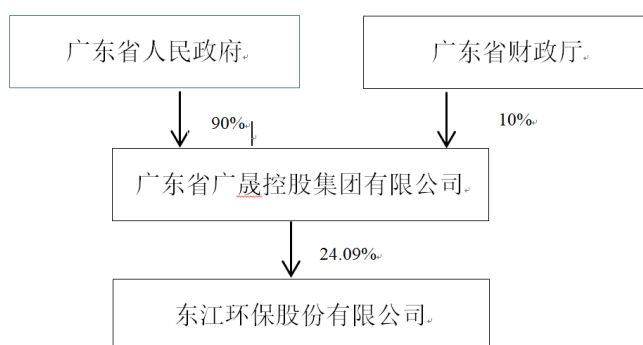 广东省人民政府
广东省财政厅
90%
10%
广东省广晟控股集团有限公司
24.09%
东江环保股份有限公司